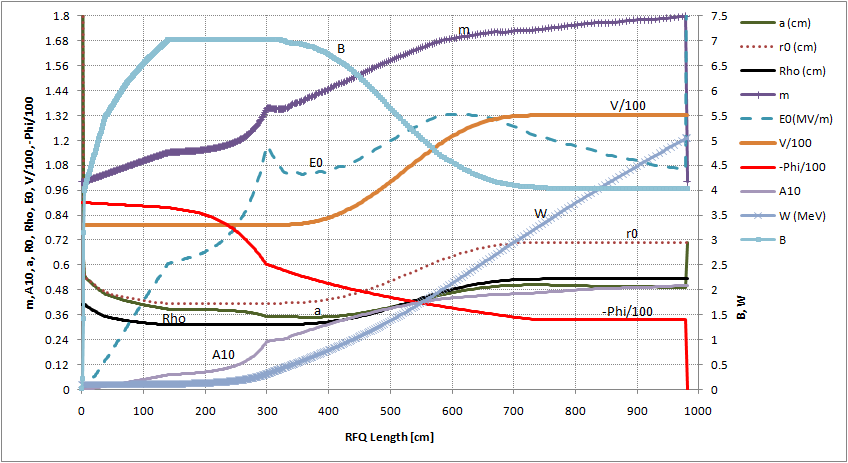 m,A10, a, R0, Rho, E0, V/100,-Phi/100
1.8
1.68
1.56
1.44
1.32
1.2
1.08
0.96
0.84
0.72
0.6
0.48
0.36
0.24
0.12
0
m
B
V/100
E0
W
r0
a
Rho
-Phi/100
A10
7.5
7
6.5
6
5.5
5
4.5
4
3.5
3
2.5
2
1.5
1
0.5
0
B, W
0 100 200 300 400 500 600 700 800 900 1000
RFQ Length [cm]
a (cm)
r0 (cm)
Rho (cm)
m
E0(MV/m)
V/100
-Phi/100
A10
W (MeV)
B